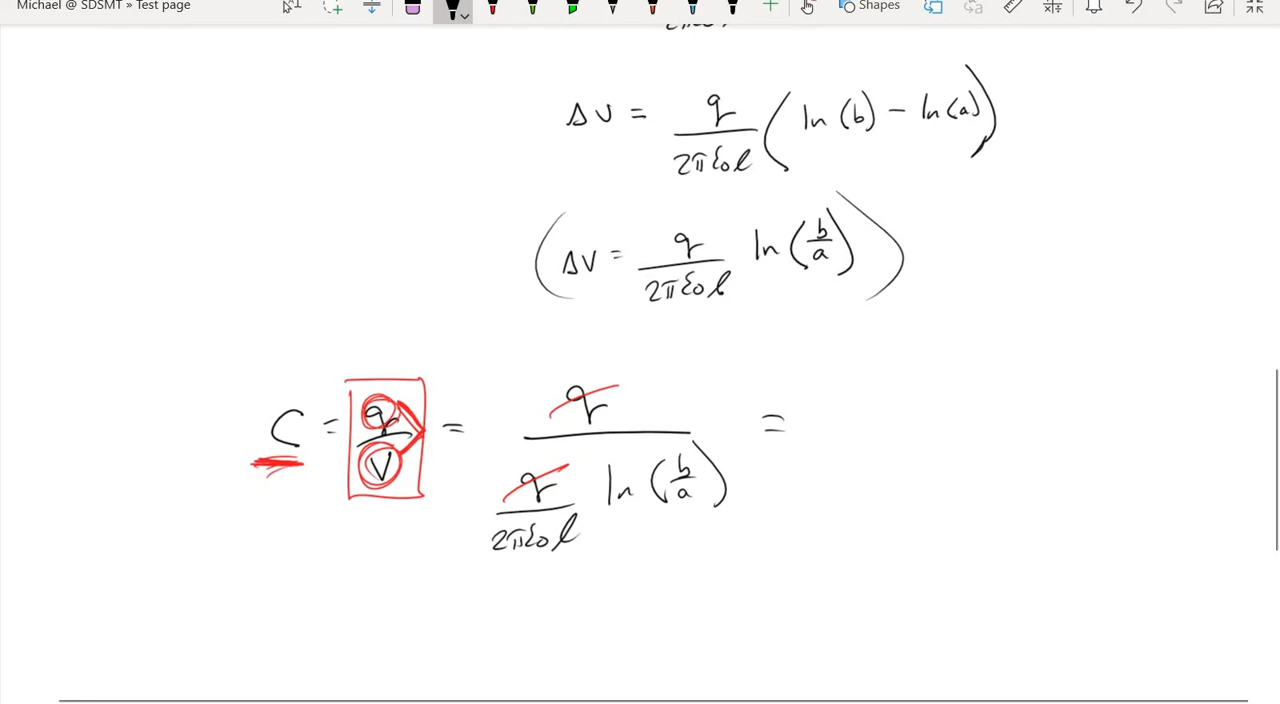 Michael @ SDSMT » Test page
Shapes
ΔV = q / 2πε₀l (ln(b) - ln(a))
(ΔV = q / 2πε₀l ln(b/a))
C = q/V = q / (q / 2πε₀l ln(b/a)) =